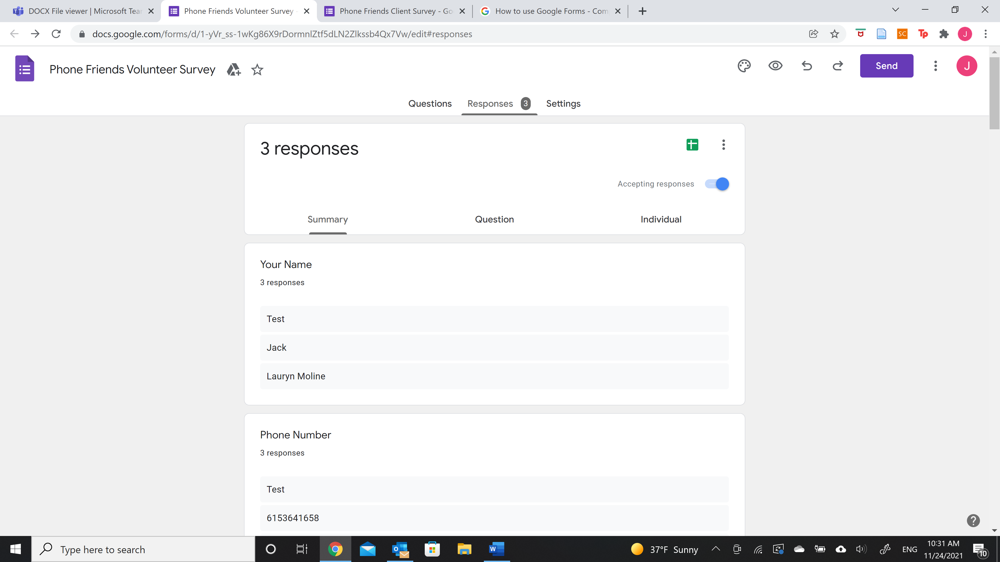 DOCX File viewer | Microsoft Tear
Phone Friends Volunteer Survey -
Phone Friends Client Survey - Go
How to use Google Forms - Com
docs.google.com/forms/d/1-yVr_ss-1wKg86X9rDormnlZtf5dLN2Zlkssb4Qx7Vw/edit#responses
SC
Tp
J
Phone Friends Volunteer Survey
Send
J
Questions
Responses 3
Settings
3 responses
Accepting responses
Summary
Question
Individual
Your Name
3 responses
Test
Jack
Lauryn Moline
Phone Number
3 responses
Test
6153641658
Type here to search
37°F Sunny
ENG
10:31 AM
11/24/2021
10